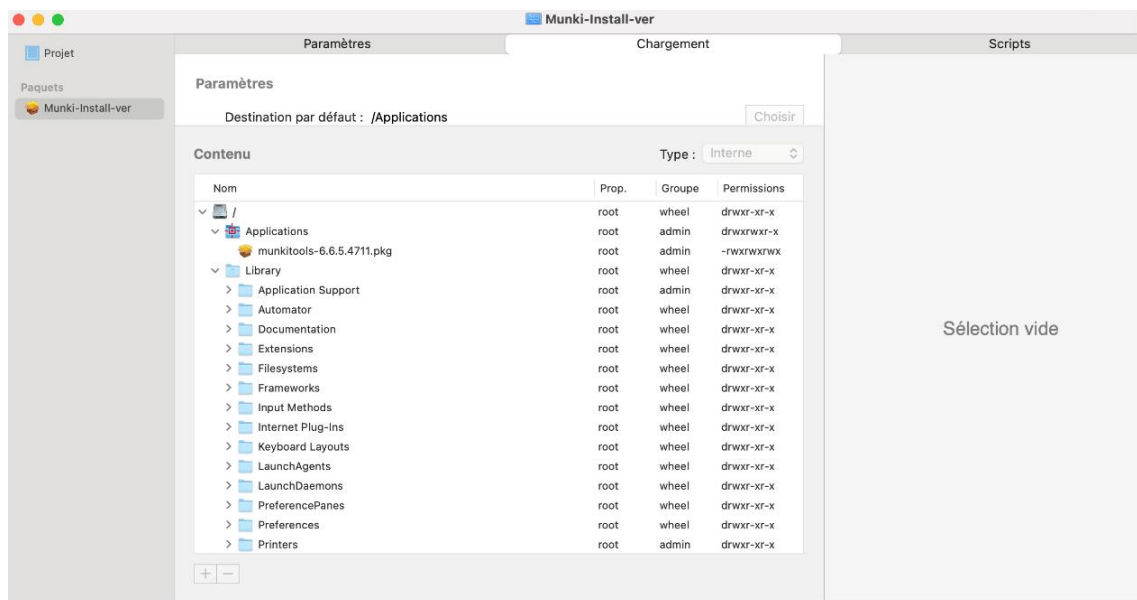 Munki-Install-ver
Projet
Paquets
Munki-Install-ver
Paramètres Chargement Scripts
Paramètres
Destination par défaut : /Applications Choisir
Contenu Type : Interne
Nom Prop. Groupe Permissions
/ root wheel drwxr-xr-x
Applications root admin drwxrwxr-x
munkitools-6.6.5.4711.pkg root admin -rwxrwxrwx
Library root wheel drwxr-xr-x
Application Support root admin drwxr-xr-x
Automator root wheel drwxr-xr-x
Documentation root wheel drwxr-xr-x
Extensions root wheel drwxr-xr-x
Filesystems root wheel drwxr-xr-x
Frameworks root wheel drwxr-xr-x
Input Methods root wheel drwxr-xr-x
Internet Plug-Ins root wheel drwxr-xr-x
Keyboard Layouts root wheel drwxr-xr-x
LaunchAgents root wheel drwxr-xr-x
LaunchDaemons root wheel drwxr-xr-x
PreferencePanes root wheel drwxr-xr-x
Preferences root wheel drwxr-xr-x
Printers root admin drwxr-xr-x
Sélection vide